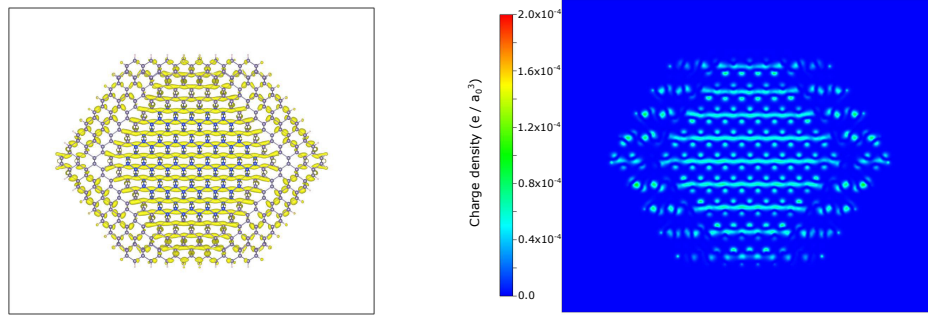 2.0x10⁻⁴
1.6x10⁻⁴
1.2x10⁻⁴
0.8x10⁻⁴
0.4x10⁻⁴
0.0
Charge density (e / a₀³)